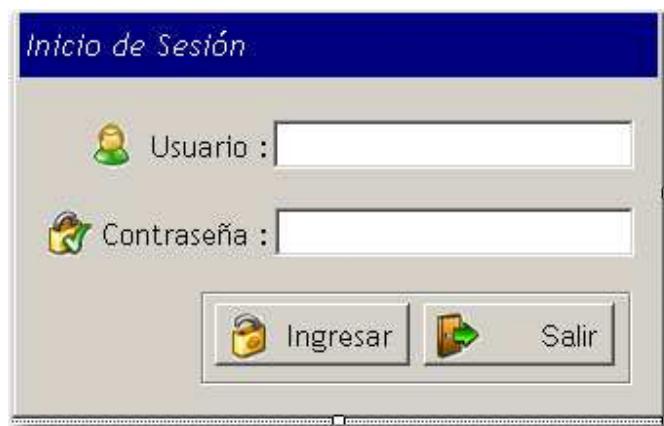 Inicio de Sesión
Usuario :
Contraseña :
Ingresar Salir